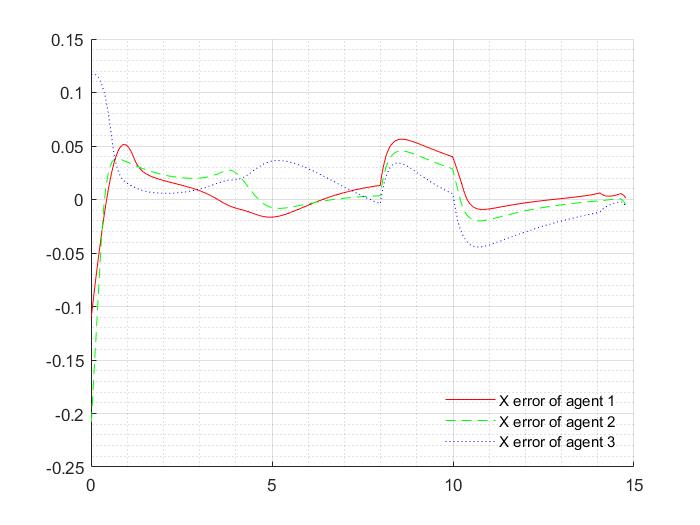 0.15
0.1
0.05
0
-0.05
-0.1
-0.15
-0.2
-0.25
X error of agent 1
X error of agent 2
X error of agent 3
0 5 10 15